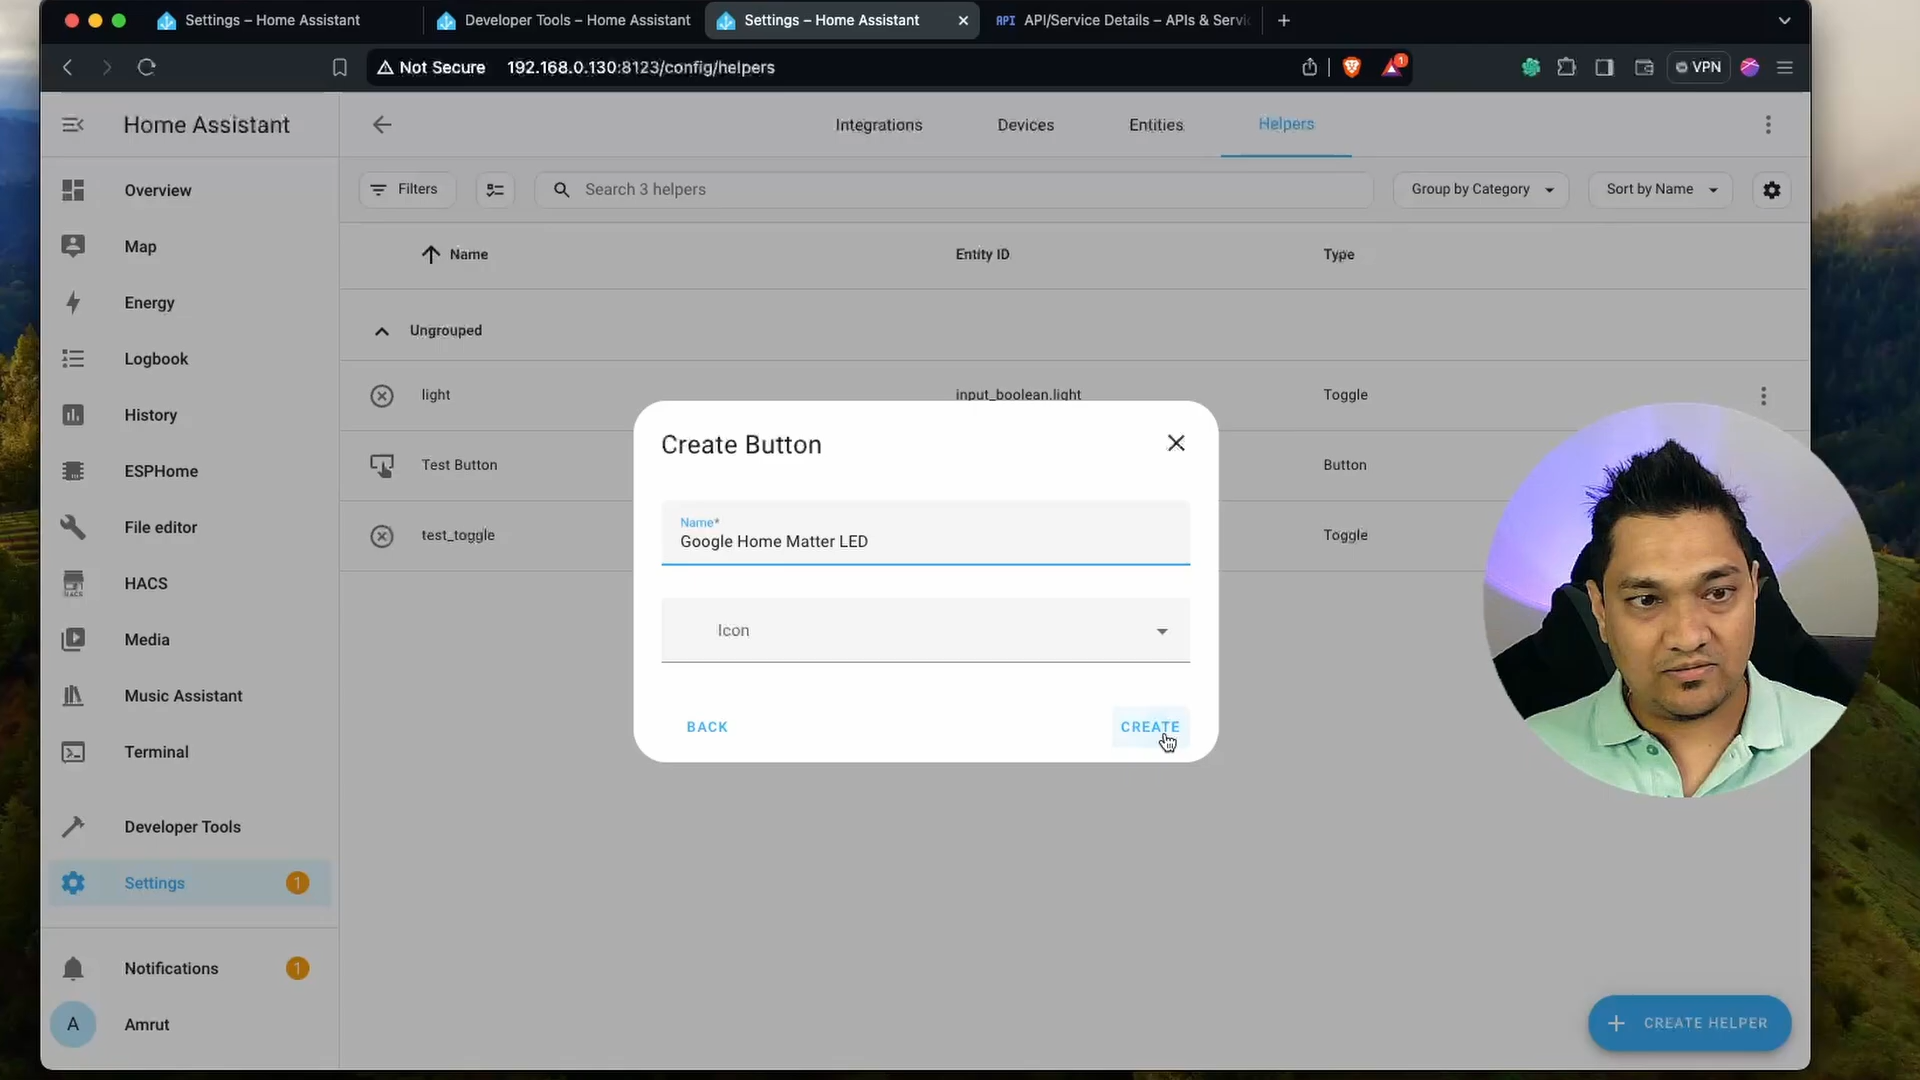 Settings – Home Assistant
Developer Tools – Home Assistant
Settings – Home Assistant
API API/Service Details – APIs & Servi
Not Secure 192.168.0.130:8123/config/helpers
1
VPN
Home Assistant
Integrations Devices Entities Helpers
Overview
Map
Energy
Logbook
History
ESPHome
File editor
HACS
HACS
Media
Music Assistant
Terminal
Developer Tools
Settings 1
Notifications 1
A Amrut
Filters
Search 3 helpers
Group by Category
Sort by Name
Name Entity ID Type
Ungrouped
light input_boolean.light Toggle
Test Button Button
test_toggle Toggle
Create Button
Name*
Google Home Matter LED
Icon
BACK CREATE
CREATE HELPER